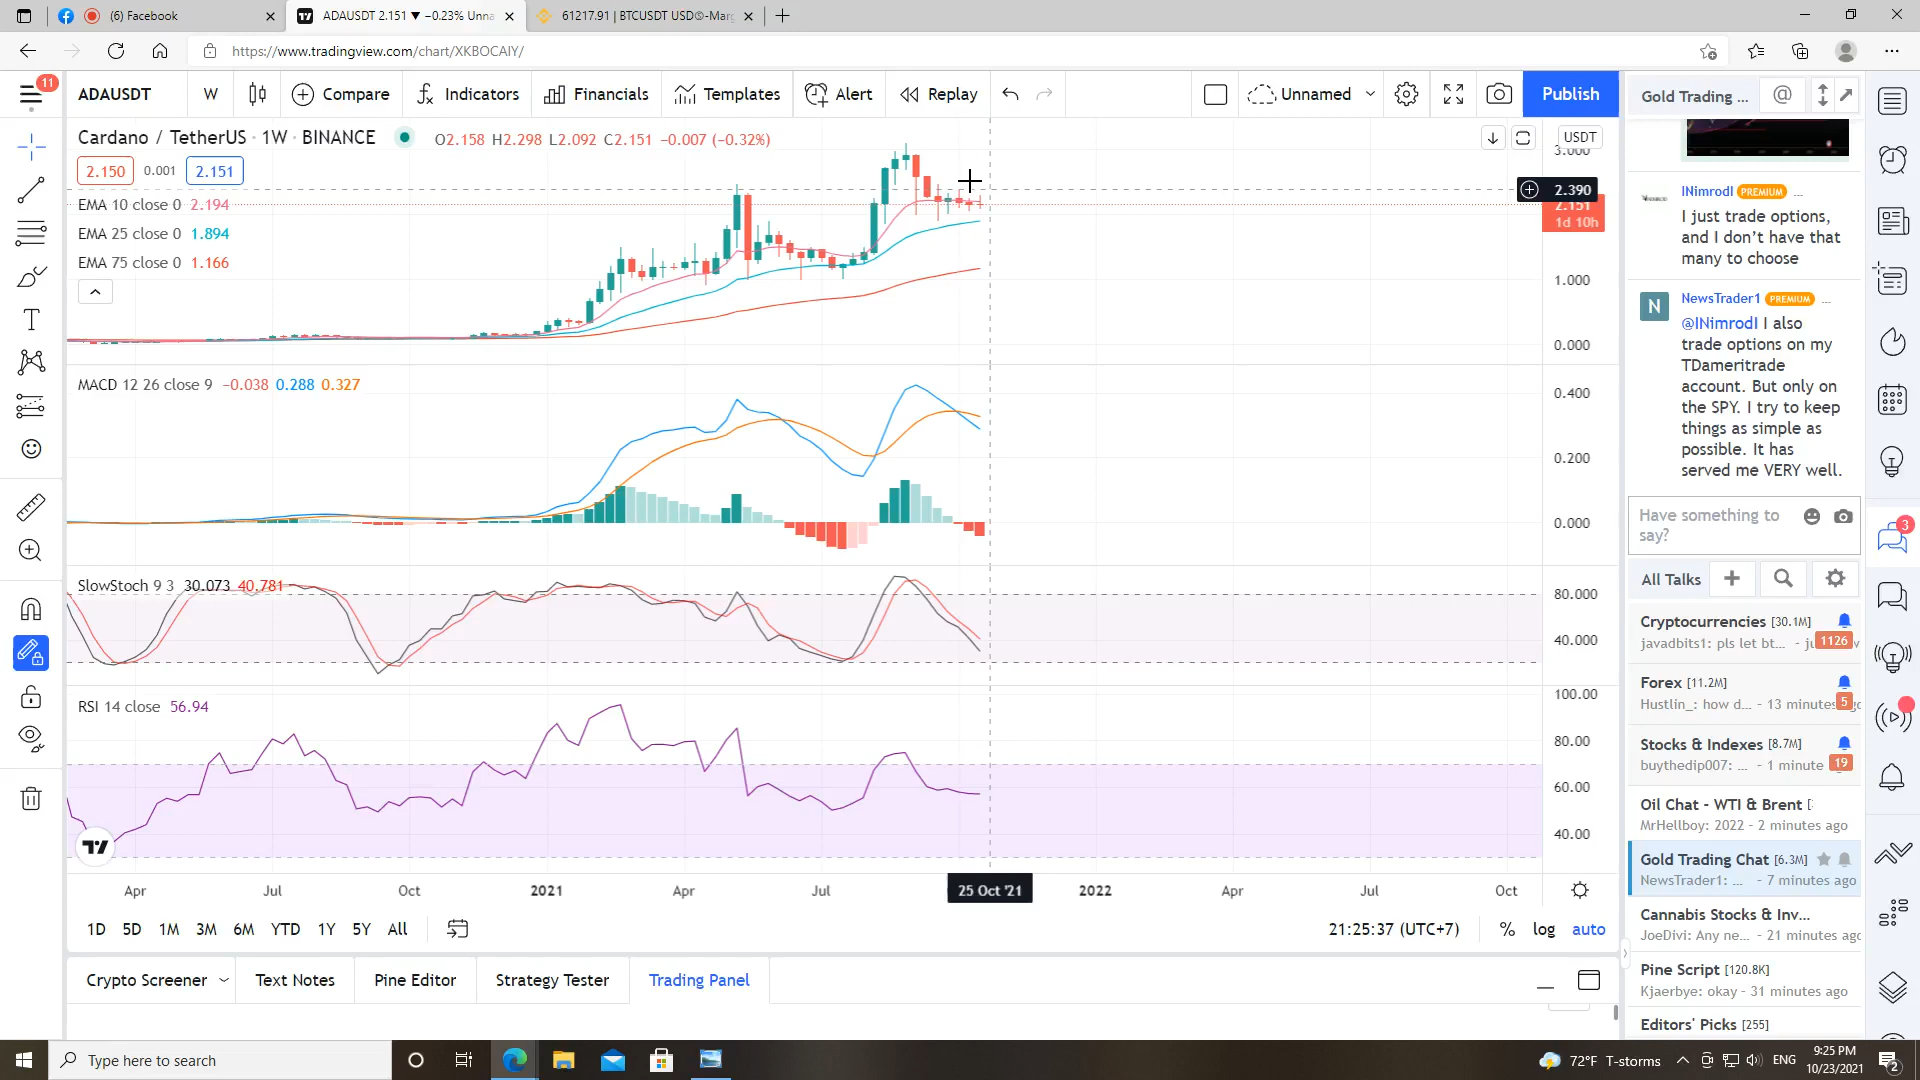 (6) Facebook
ADAUSDT 2.151 ▼ −0.23% Unna
61217.91 | BTCUSDT USDⓈ-Marg
https://www.tradingview.com/chart/XKBOCAIY/
11
ADAUSDT
W
Compare
Indicators
Financials
Templates
Alert
Replay
Unnamed
Publish
Cardano / TetherUS · 1W · BINANCE
O2.158 H2.298 L2.092 C2.151 −0.007 (−0.32%)
2.150
0.001
2.151
EMA 10 close 0 2.194
EMA 25 close 0 1.894
EMA 75 close 0 1.166
USDT
3.000
2.390
2.151
1d 10h
1.000
0.000
MACD 12 26 close 9 −0.038 0.288 0.327
0.400
0.200
0.000
SlowStoch 9 3 30.073 40.781
80.000
40.000
RSI 14 close 56.94
100.00
80.00
60.00
40.00
Apr
Jul
Oct
2021
Apr
Jul
25 Oct '21
2022
Apr
Jul
Oct
1D
5D
1M
3M
6M
YTD
1Y
5Y
All
21:25:37 (UTC+7)
%
log
auto
Crypto Screener
Text Notes
Pine Editor
Strategy Tester
Trading Panel
Gold Trading ...
@
INimrodI PREMIUM ...
I just trade options,
and I don't have that
many to choose
N
NewsTrader1 PREMIUM ...
@INimrodI I also
trade options on my
TDameritrade
account. But only on
the SPY. I try to keep
things as simple as
possible. It has
served me VERY well.
Have something to
say?
3
All Talks
Cryptocurrencies [30.1M]
javadbits1: pls let bt...
1126
Forex [11.2M]
Hustlin_: how d... - 13 minutes
5
Stocks & Indexes [8.7M]
buythedip007: ... - 1 minute
19
Oil Chat - WTI & Brent [
MrHellboy: 2022 - 2 minutes ago
Gold Trading Chat [6.3M]
NewsTrader1: ... - 7 minutes ago
Cannabis Stocks & Inv...
JoeDivi: Any ne... - 21 minutes ago
Pine Script [120.8K]
Kjaerbye: okay - 31 minutes ago
Editors' Picks [255]
Type here to search
72°F T-storms
ENG
9:25 PM
10/23/2021
2